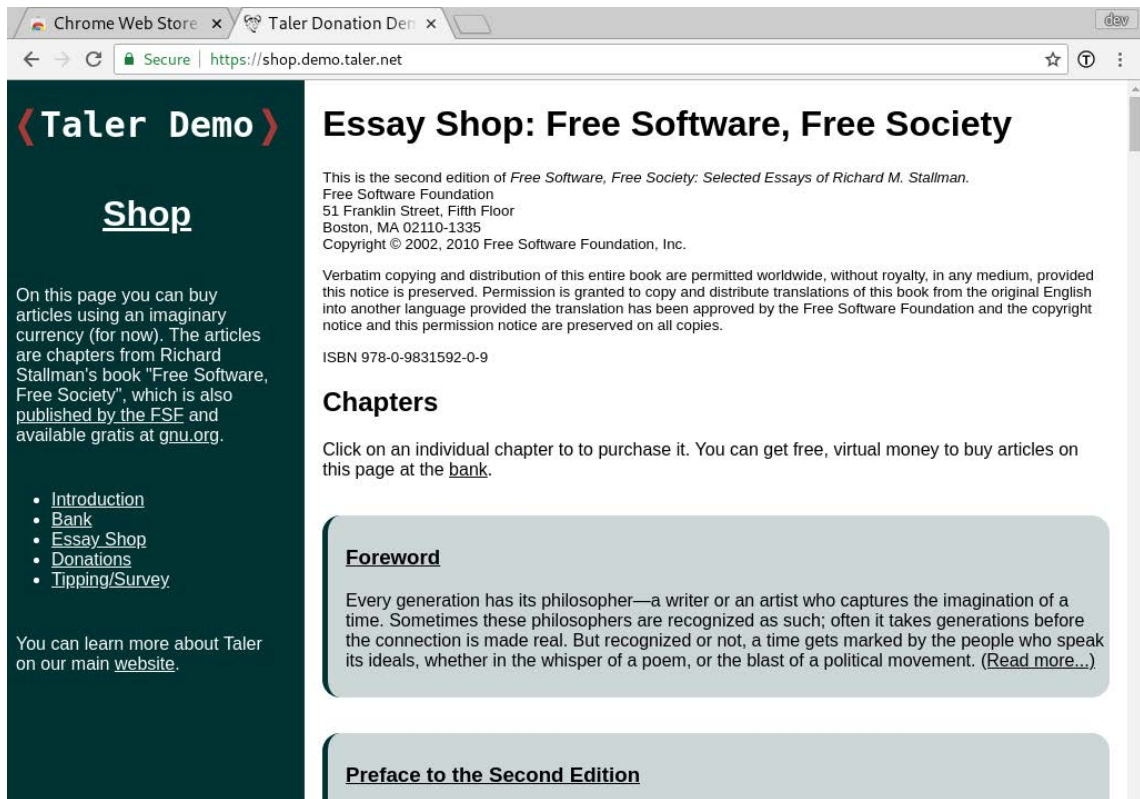 Chrome Web Store
Taler Donation Den
dev
Secure
https://shop.demo.taler.net
❬Taler Demo❭
Shop
On this page you can buy
articles using an imaginary
currency (for now). The articles
are chapters from Richard
Stallman's book "Free Software,
Free Society", which is also
published by the FSF and
available gratis at gnu.org.
• Introduction
• Bank
• Essay Shop
• Donations
• Tipping/Survey
You can learn more about Taler
on our main website.
Essay Shop: Free Software, Free Society
This is the second edition of Free Software, Free Society: Selected Essays of Richard M. Stallman.
Free Software Foundation
51 Franklin Street, Fifth Floor
Boston, MA 02110-1335
Copyright © 2002, 2010 Free Software Foundation, Inc.
Verbatim copying and distribution of this entire book are permitted worldwide, without royalty, in any medium, provided
this notice is preserved. Permission is granted to copy and distribute translations of this book from the original English
into another language provided the translation has been approved by the Free Software Foundation and the copyright
notice and this permission notice are preserved on all copies.
ISBN 978-0-9831592-0-9
Chapters
Click on an individual chapter to to purchase it. You can get free, virtual money to buy articles on
this page at the bank.
Foreword
Every generation has its philosopher—a writer or an artist who captures the imagination of a
time. Sometimes these philosophers are recognized as such; often it takes generations before
the connection is made real. But recognized or not, a time gets marked by the people who speak
its ideals, whether in the whisper of a poem, or the blast of a political movement. (Read more...)
Preface to the Second Edition